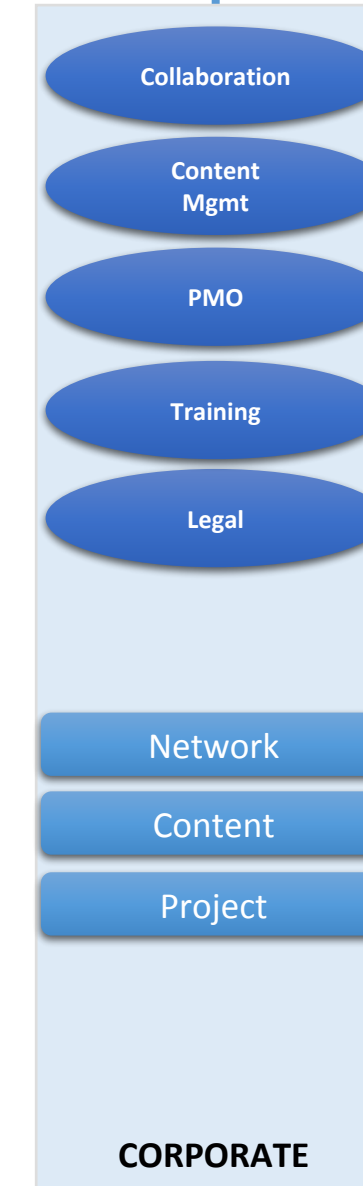 Collaboration
Content
Mgmt
PMO
Training
Legal
Network
Content
Project
CORPORATE